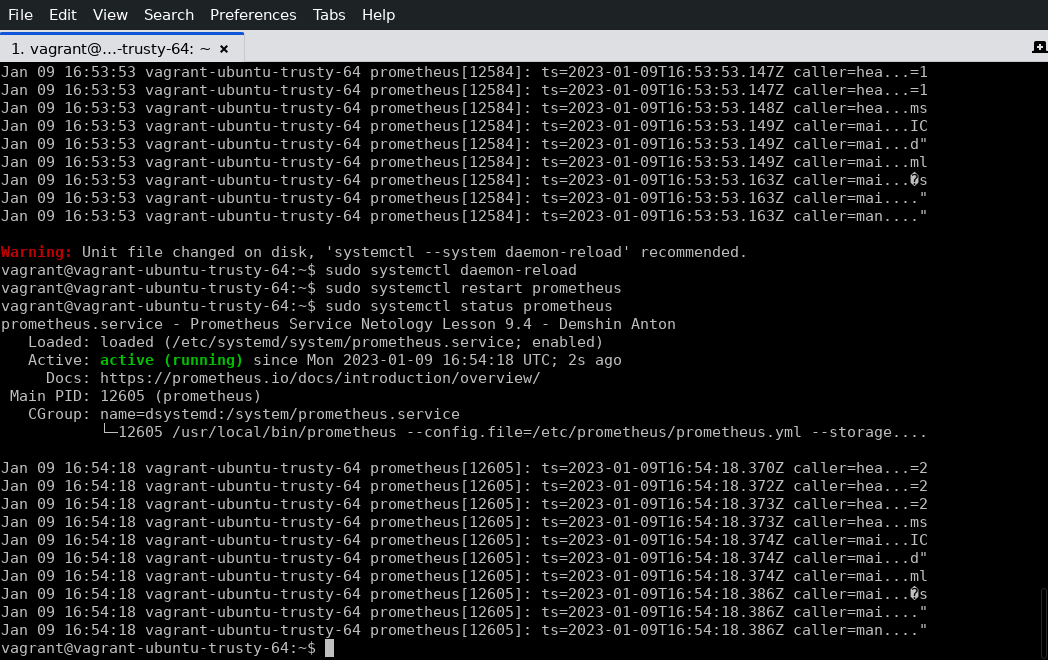 File Edit View Search Preferences Tabs Help
1. vagrant@...-trusty-64: ~ ×
Jan 09 16:53:53 vagrant-ubuntu-trusty-64 prometheus[12584]: ts=2023-01-09T16:53:53.147Z caller=hea...=1
Jan 09 16:53:53 vagrant-ubuntu-trusty-64 prometheus[12584]: ts=2023-01-09T16:53:53.147Z caller=hea...=1
Jan 09 16:53:53 vagrant-ubuntu-trusty-64 prometheus[12584]: ts=2023-01-09T16:53:53.148Z caller=hea...ms
Jan 09 16:53:53 vagrant-ubuntu-trusty-64 prometheus[12584]: ts=2023-01-09T16:53:53.149Z caller=mai...IC
Jan 09 16:53:53 vagrant-ubuntu-trusty-64 prometheus[12584]: ts=2023-01-09T16:53:53.149Z caller=mai...d"
Jan 09 16:53:53 vagrant-ubuntu-trusty-64 prometheus[12584]: ts=2023-01-09T16:53:53.149Z caller=mai...ml
Jan 09 16:53:53 vagrant-ubuntu-trusty-64 prometheus[12584]: ts=2023-01-09T16:53:53.163Z caller=mai...�s
Jan 09 16:53:53 vagrant-ubuntu-trusty-64 prometheus[12584]: ts=2023-01-09T16:53:53.163Z caller=mai...."
Jan 09 16:53:53 vagrant-ubuntu-trusty-64 prometheus[12584]: ts=2023-01-09T16:53:53.163Z caller=man...."
Warning: Unit file changed on disk, 'systemctl --system daemon-reload' recommended.
vagrant@vagrant-ubuntu-trusty-64:~$ sudo systemctl daemon-reload
vagrant@vagrant-ubuntu-trusty-64:~$ sudo systemctl restart prometheus
vagrant@vagrant-ubuntu-trusty-64:~$ sudo systemctl status prometheus
prometheus.service - Prometheus Service Netology Lesson 9.4 - Demshin Anton
Loaded: loaded (/etc/systemd/system/prometheus.service; enabled)
Active: active (running) since Mon 2023-01-09 16:54:18 UTC; 2s ago
Docs: https://prometheus.io/docs/introduction/overview/
Main PID: 12605 (prometheus)
CGroup: name=dsystemd:/system/prometheus.service
└─12605 /usr/local/bin/prometheus --config.file=/etc/prometheus/prometheus.yml --storage....
Jan 09 16:54:18 vagrant-ubuntu-trusty-64 prometheus[12605]: ts=2023-01-09T16:54:18.370Z caller=hea...=2
Jan 09 16:54:18 vagrant-ubuntu-trusty-64 prometheus[12605]: ts=2023-01-09T16:54:18.372Z caller=hea...=2
Jan 09 16:54:18 vagrant-ubuntu-trusty-64 prometheus[12605]: ts=2023-01-09T16:54:18.373Z caller=hea...=2
Jan 09 16:54:18 vagrant-ubuntu-trusty-64 prometheus[12605]: ts=2023-01-09T16:54:18.373Z caller=hea...ms
Jan 09 16:54:18 vagrant-ubuntu-trusty-64 prometheus[12605]: ts=2023-01-09T16:54:18.374Z caller=mai...IC
Jan 09 16:54:18 vagrant-ubuntu-trusty-64 prometheus[12605]: ts=2023-01-09T16:54:18.374Z caller=mai...d"
Jan 09 16:54:18 vagrant-ubuntu-trusty-64 prometheus[12605]: ts=2023-01-09T16:54:18.374Z caller=mai...ml
Jan 09 16:54:18 vagrant-ubuntu-trusty-64 prometheus[12605]: ts=2023-01-09T16:54:18.386Z caller=mai...�s
Jan 09 16:54:18 vagrant-ubuntu-trusty-64 prometheus[12605]: ts=2023-01-09T16:54:18.386Z caller=mai...."
Jan 09 16:54:18 vagrant-ubuntu-trusty-64 prometheus[12605]: ts=2023-01-09T16:54:18.386Z caller=man...."
vagrant@vagrant-ubuntu-trusty-64:~$